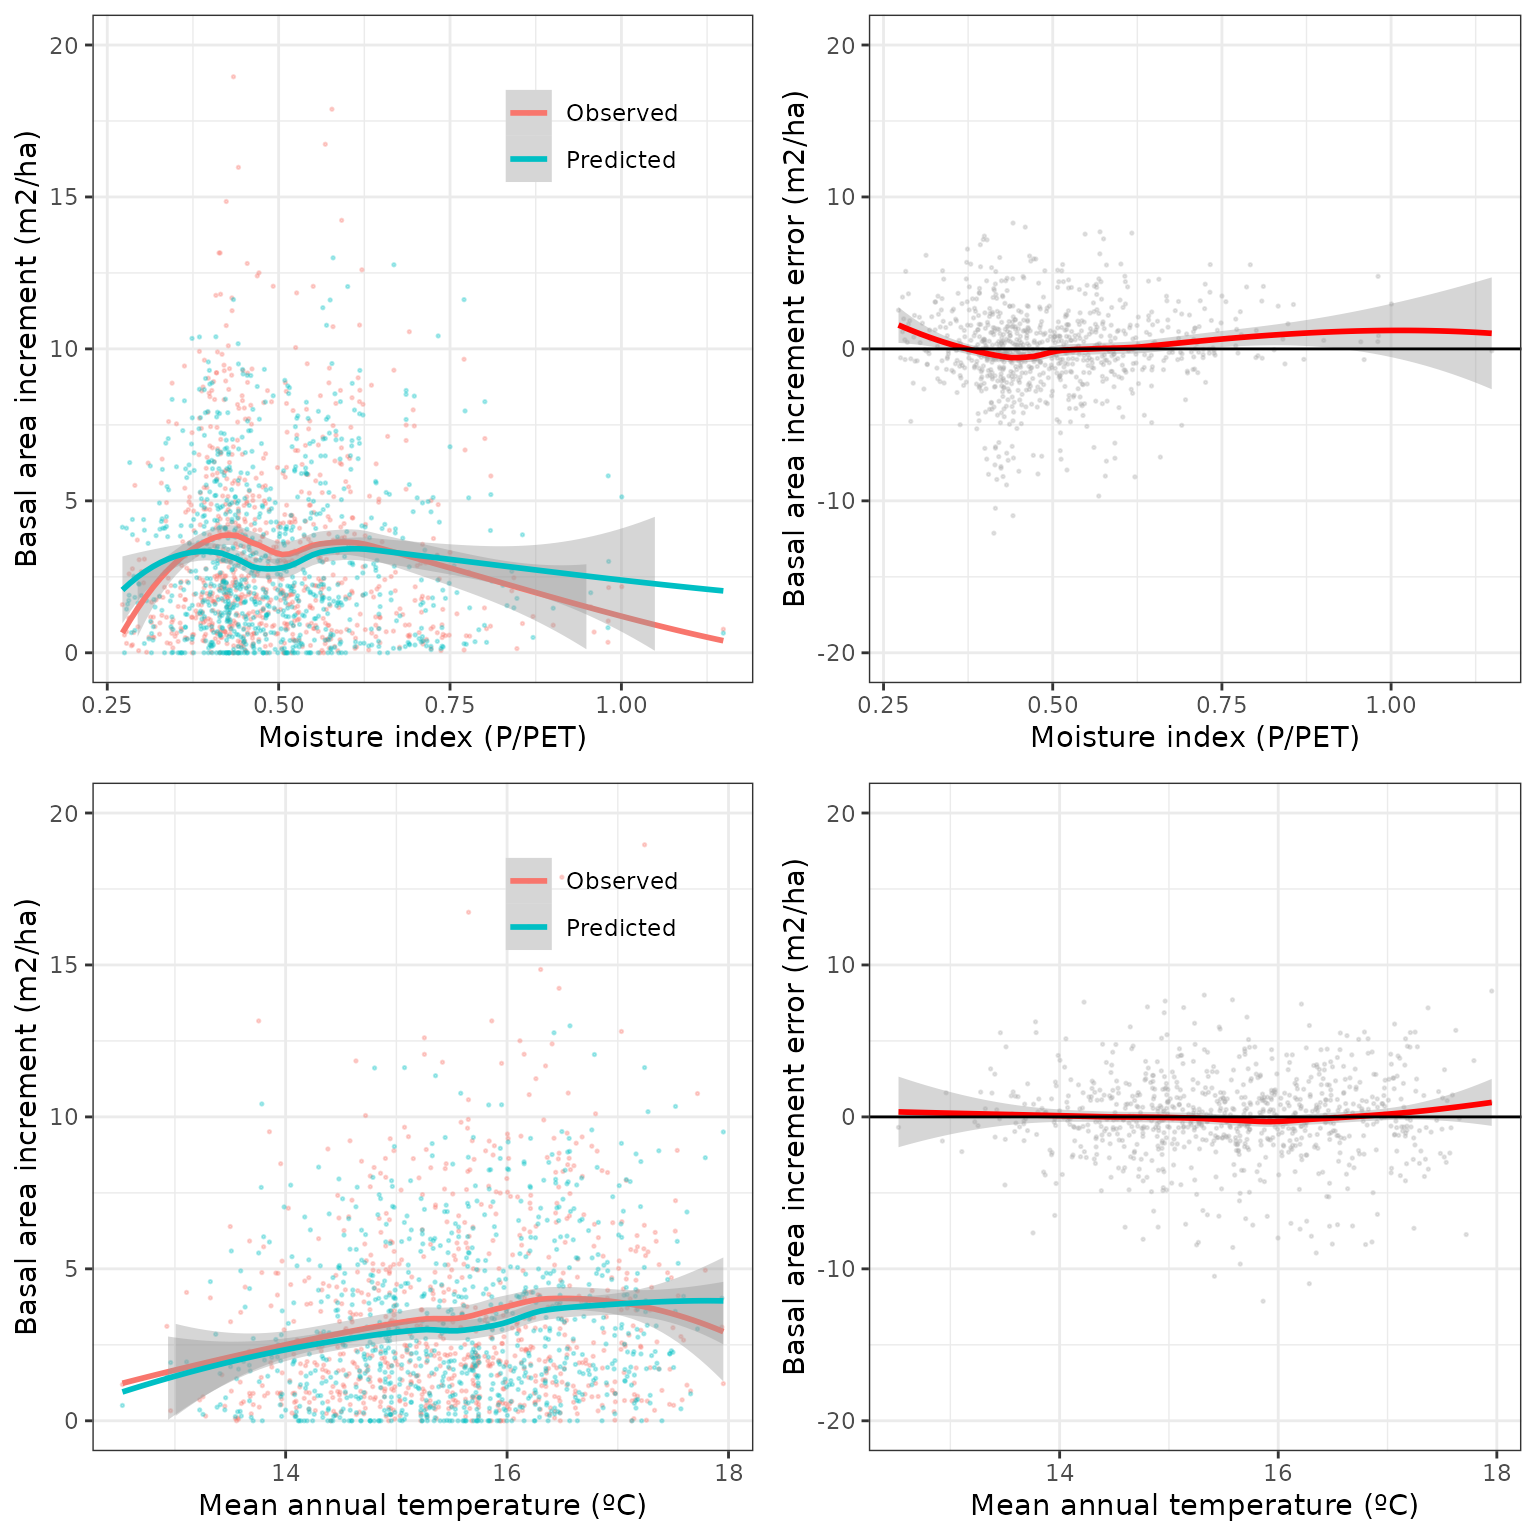 Basal area increment (m2/ha)
20
15
10
5
0
Observed
Predicted
0.25 0.50 0.75 1.00
Moisture index (P/PET)
Basal area increment error (m2/ha)
20
10
0
-10
-20
0.25 0.50 0.75 1.00
Moisture index (P/PET)
Basal area increment (m2/ha)
20
15
10
5
0
Observed
Predicted
14 16 18
Mean annual temperature (ºC)
Basal area increment error (m2/ha)
20
10
0
-10
-20
14 16 18
Mean annual temperature (ºC)